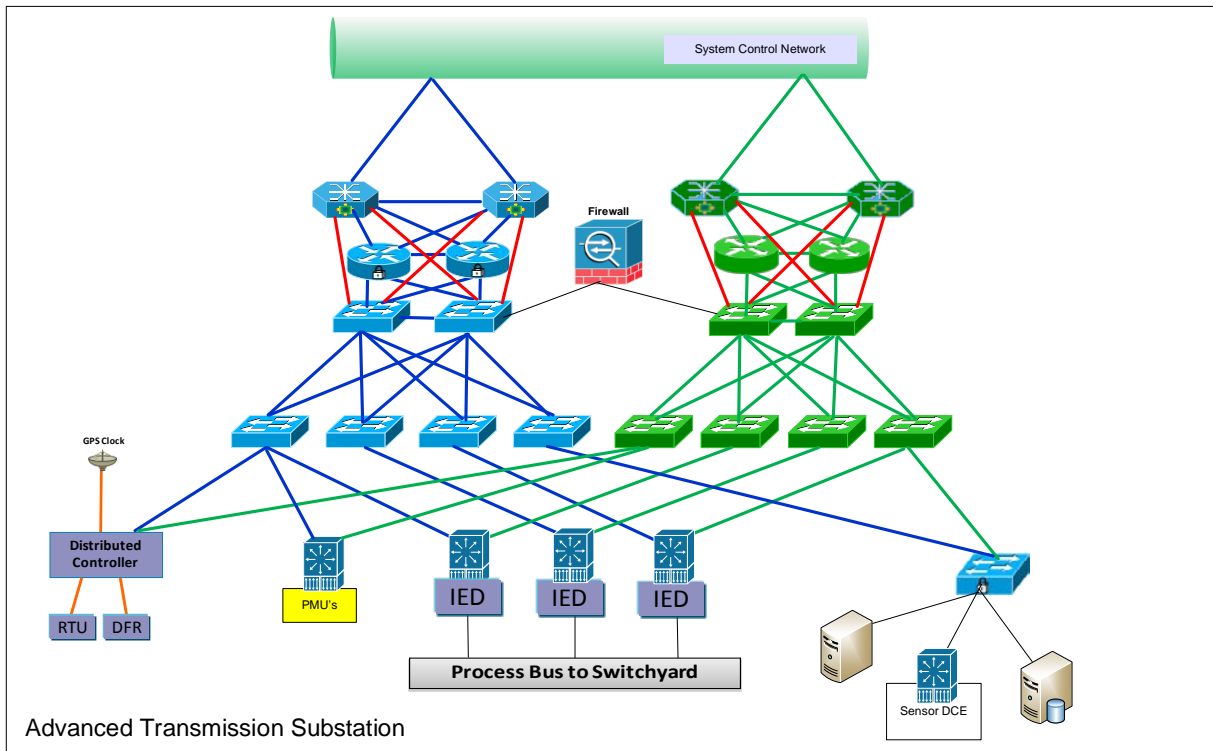 System Control Network
Firewall
GPS Clock
Distributed
Controller
RTU
DFR
PMU's
IED
IED
IED
Process Bus to Switchyard
Sensor DCE
Advanced Transmission Substation